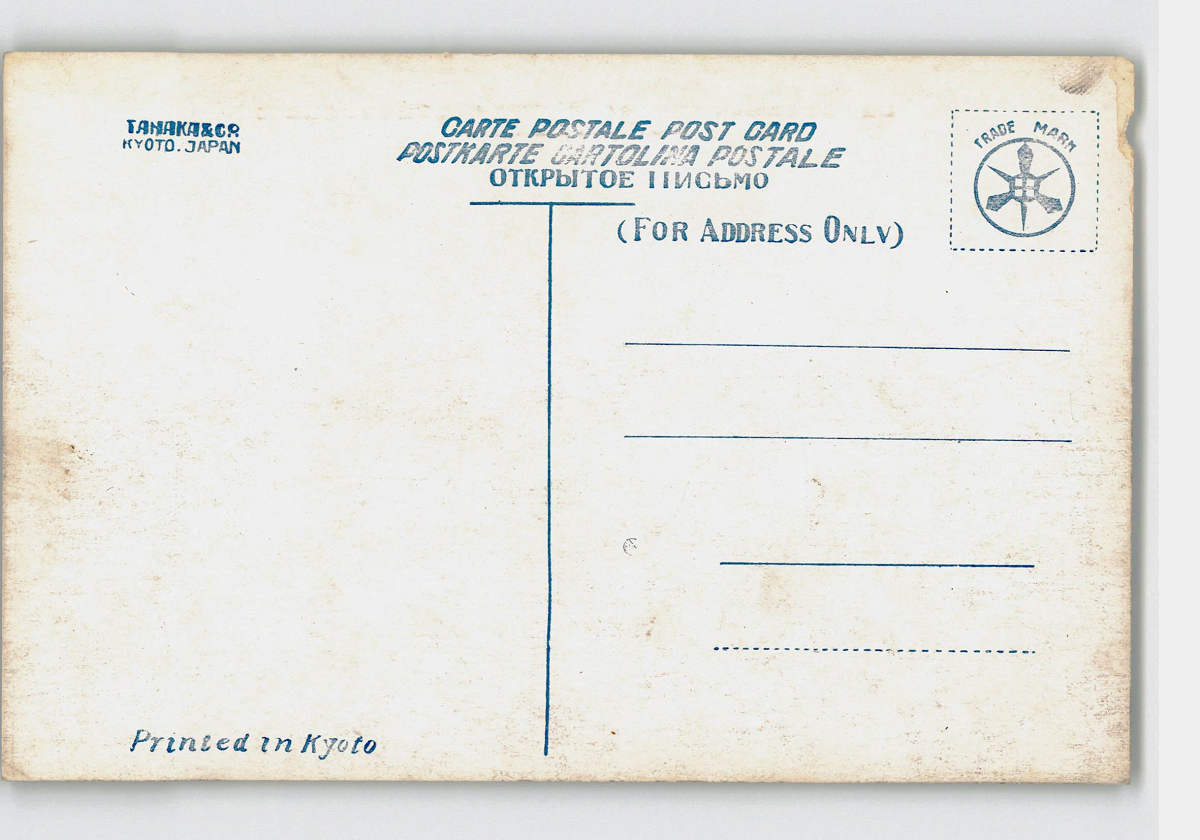 TANAKA&CO.
KYOTO. JAPAN
CARTE POSTALE POST CARD
POSTKARTE CARTOLINA POSTALE
ОТКРЫТОЕ ПИСЬМО
(FOR ADDRESS ONLY)
TRADE MARK
Printed in Kyoto